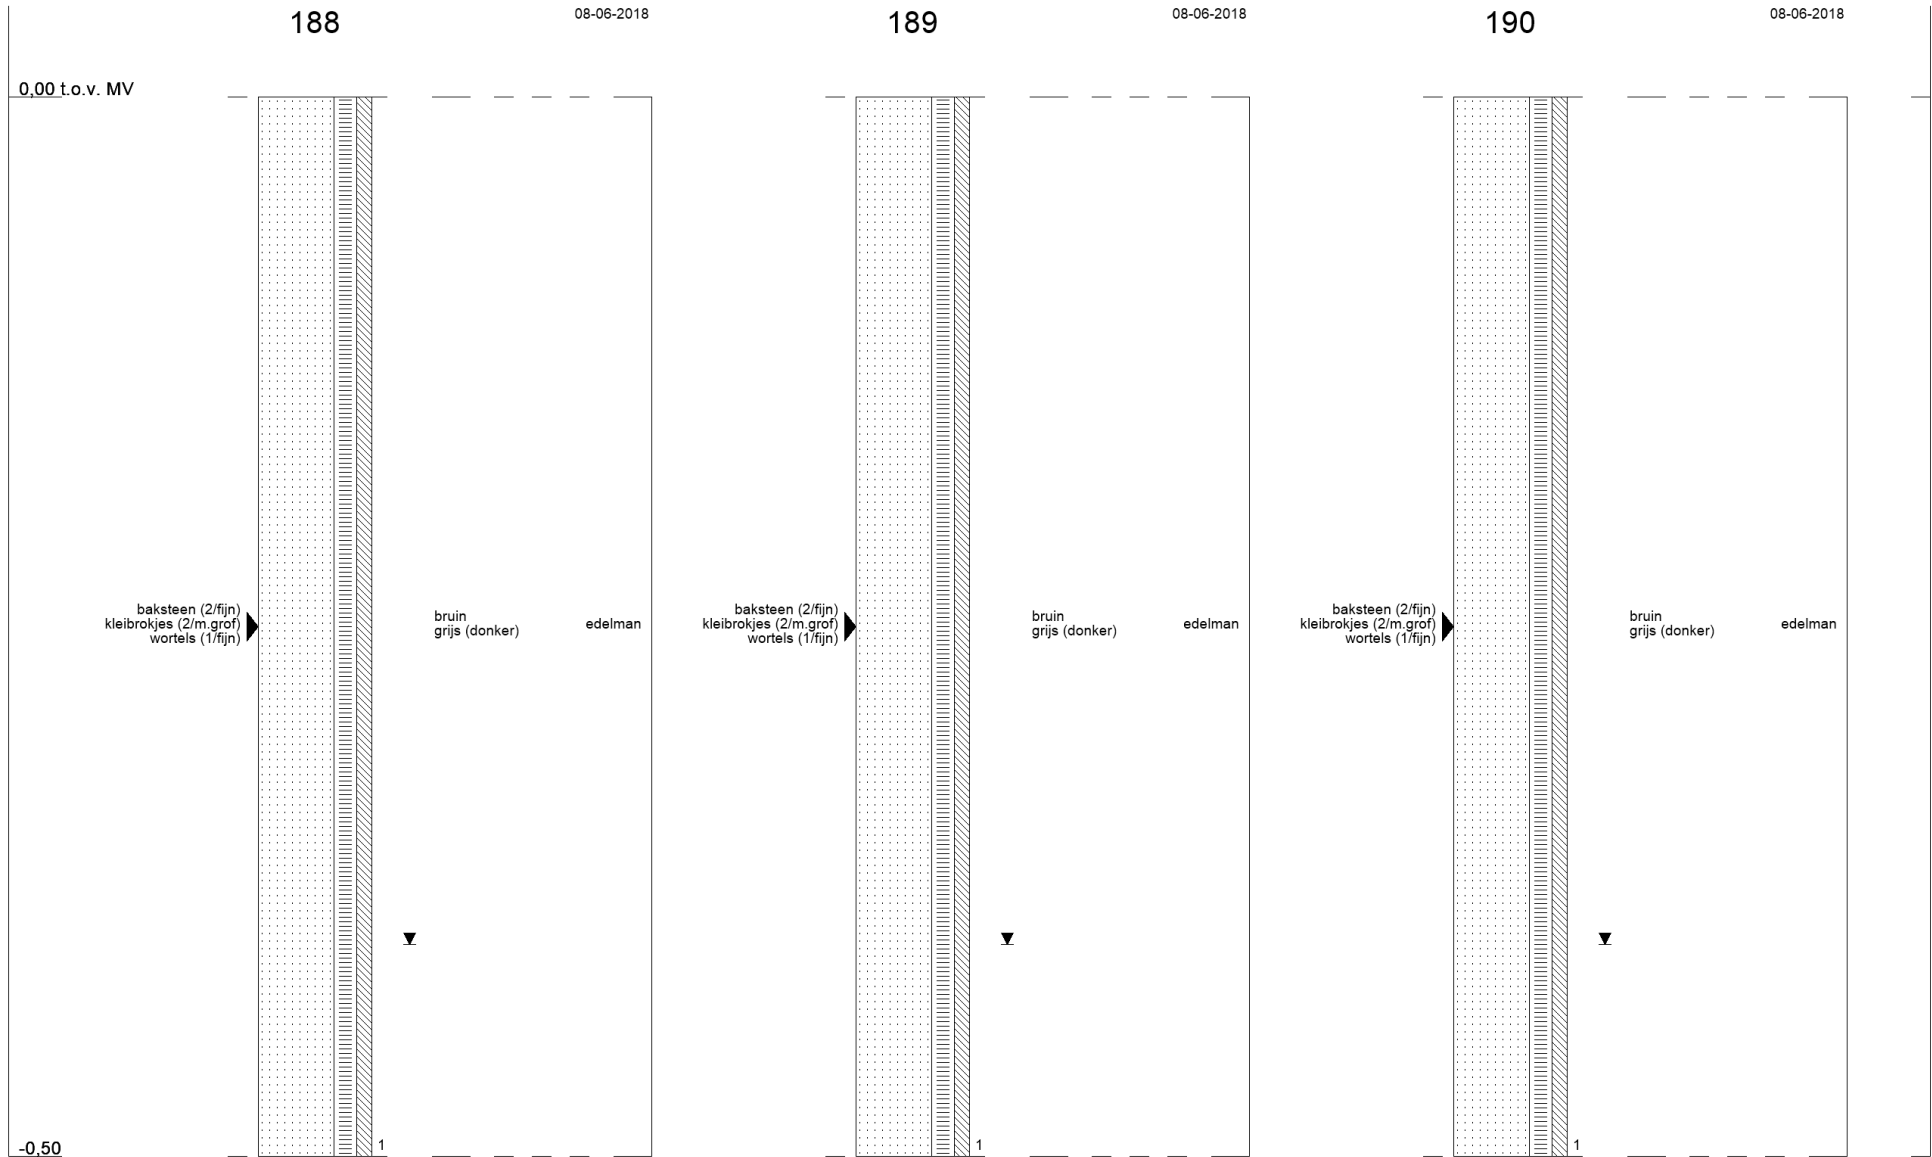 188
08-06-2018
189
08-06-2018
190
08-06-2018
0,00 t.o.v. MV
baksteen (2/fijn)
kleibrokjes (2/m.grof)
wortels (1/fijn)
bruin
grijs (donker)
edelman
baksteen (2/fijn)
kleibrokjes (2/m.grof)
wortels (1/fijn)
bruin
grijs (donker)
edelman
baksteen (2/fijn)
kleibrokjes (2/m.grof)
wortels (1/fijn)
bruin
grijs (donker)
edelman
-0,50
1
1
1